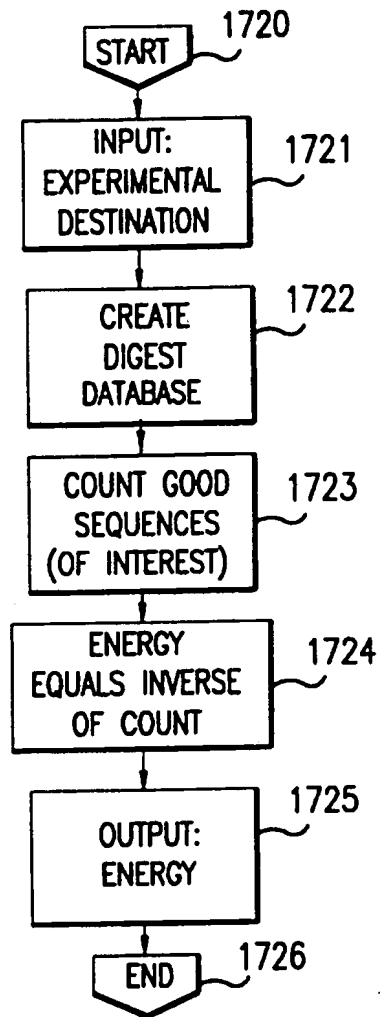 START
1720
INPUT:
EXPERIMENTAL
DESTINATION
1721
CREATE
DIGEST
DATABASE
1722
COUNT GOOD
SEQUENCES
(OF INTEREST)
1723
ENERGY
EQUALS INVERSE
OF COUNT
1724
OUTPUT:
ENERGY
1725
END
1726